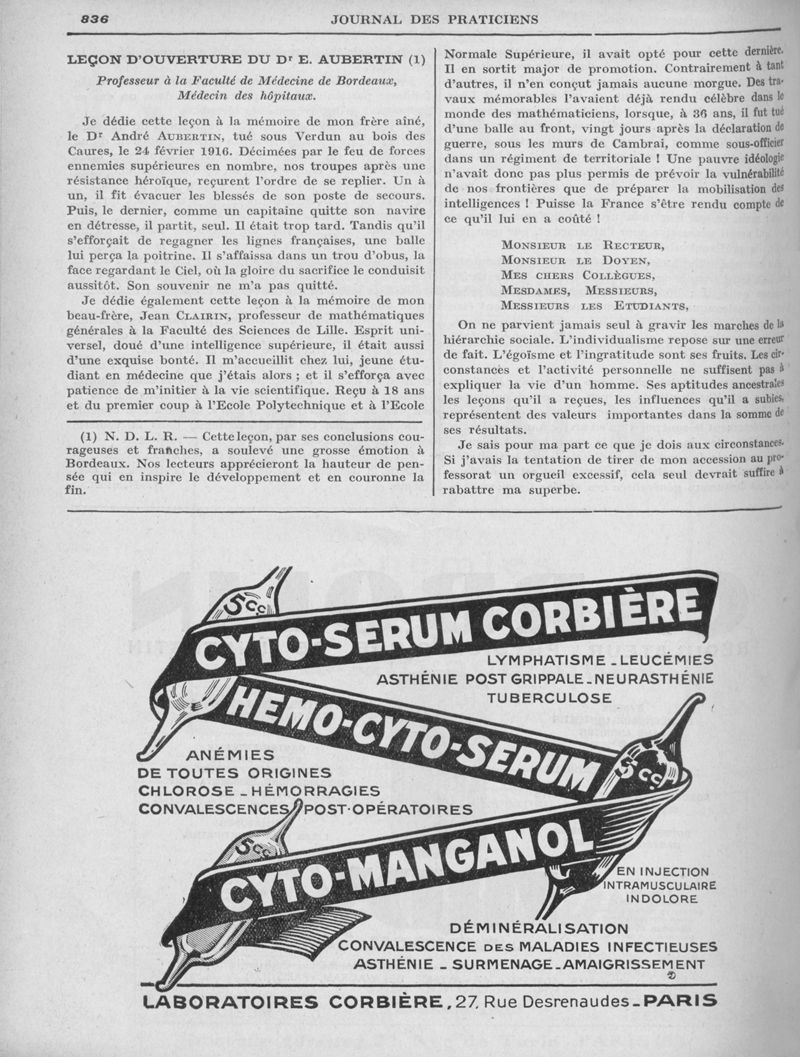 836
JOURNAL DES PRATICIENS
LEÇON D'OUVERTURE DU Dr E. AUBERTIN (1)
Professeur à la Faculté de Médecine de Bordeaux,
Médecin des hôpitaux.
Je dédie cette leçon à la mémoire de mon frère aîné,
le Dr André AUBERTIN, tué sous Verdun au bois des
Caures, le 24 février 1916. Décimées par le feu de forces
ennemies supérieures en nombre, nos troupes après une
résistance héroïque, reçurent l'ordre de se replier. Un à
un, il fit évacuer les blessés de son poste de secours.
Puis, le dernier, comme un capitaine quitte son navire
en détresse, il partit, seul. Il était trop tard. Tandis qu'il
s'efforçait de regagner les lignes françaises, une balle
lui perça la poitrine. Il s'affaissa dans un trou d'obus, la
face regardant le Ciel, où la gloire du sacrifice le conduisit
aussitôt. Son souvenir ne m'a pas quitté.
Je dédie également cette leçon à la mémoire de mon
beau-frère, Jean CLAIRIN, professeur de mathématiques
générales à la Faculté des Sciences de Lille. Esprit uni-
versel, doué d'une intelligence supérieure, il était aussi
d'une exquise bonté. Il m'accueillit chez lui, jeune étu-
diant en médecine que j'étais alors ; et il s'efforça avec
patience de m'initier à la vie scientifique. Reçu à 18 ans
et du premier coup à l'Ecole Polytechnique et à l'Ecole
(1) N. D. L. R. — Cette leçon, par ses conclusions cou-
rageuses et franches, a soulevé une grosse émotion à
Bordeaux. Nos lecteurs apprécieront la hauteur de pen-
sée qui en inspire le développement et en couronne la
fin.
Normale Supérieure, il avait opté pour cette dernière.
Il en sortit major de promotion. Contrairement à tant
d'autres, il n'en conçut jamais aucune morgue. Des tra-
vaux mémorables l'avaient déjà rendu célèbre dans le
monde des mathématiciens, lorsque, à 36 ans, il fut tué
d'une balle au front, vingt jours après la déclaration de
guerre, sous les murs de Cambrai, comme sous-officier
dans un régiment de territoriale ! Une pauvre idéologie
n'avait donc pas plus permis de prévoir la vulnérabilité
de nos frontières que de préparer la mobilisation des
intelligences ! Puisse la France s'être rendu compte de
ce qu'il lui en a coûté !
MONSIEUR LE RECTEUR,
MONSIEUR LE DOYEN,
MES CHERS COLLÈGUES,
MESDAMES, MESSIEURS,
MESSIEURS LES ETUDIANTS,
On ne parvient jamais seul à gravir les marches de la
hiérarchie sociale. L'individualisme repose sur une erreur
de fait. L'égoïsme et l'ingratitude sont ses fruits. Les cir-
constances et l'activité personnelle ne suffisent pas à
expliquer la vie d'un homme. Ses aptitudes ancestrales
les leçons qu'il a reçues, les influences qu'il a subies,
représentent des valeurs importantes dans la somme de
ses résultats.
Je sais pour ma part ce que je dois aux circonstances.
Si j'avais la tentation de tirer de mon accession au pro-
fessorat un orgueil excessif, cela seul devrait suffire à
rabattre ma superbe.
5 c.c.
CYTO-SERUM CORBIÈRE
LYMPHATISME - LEUCÉMIES
ASTHÉNIE POST GRIPPALE - NEURASTHÉNIE
TUBERCULOSE
HEMO-CYTO-SERUM
5 c.c.
ANÉMIES
DE TOUTES ORIGINES
CHLOROSE - HÉMORRAGIES
CONVALESCENCES POST-OPÉRATOIRES
5 c.c.
CYTO-MANGANOL
EN INJECTION
INTRAMUSCULAIRE
INDOLORE
DÉMINÉRALISATION
CONVALESCENCE DES MALADIES INFECTIEUSES
ASTHÉNIE - SURMENAGE - AMAIGRISSEMENT
LABORATOIRES CORBIÈRE, 27, Rue Desrenaudes - PARIS